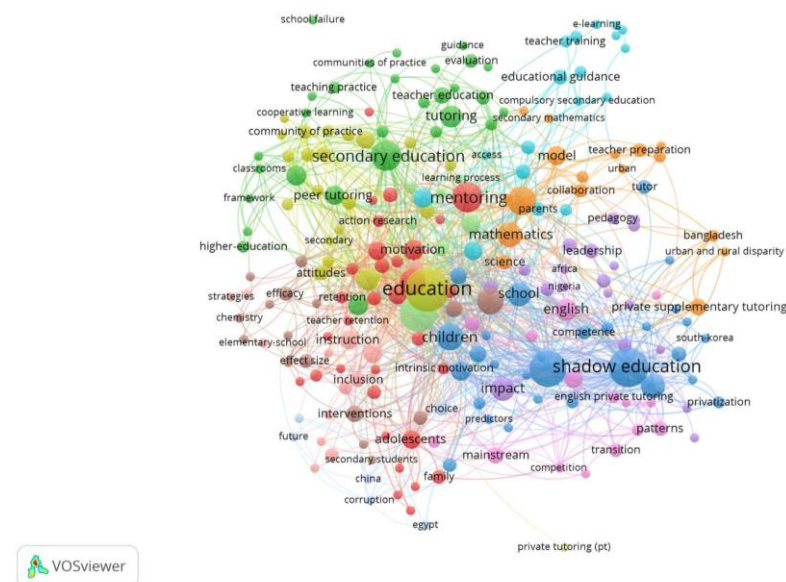 school failure
e-learning
teacher training
guidance
communities of practice
evaluation
educational guidance
teaching practice
teacher education
compulsory secondary education
cooperative learning
tutoring
secondary mathematics
community of practice
secondary education
access
model
teacher preparation
classrooms
learning process
urban
framework
peer tutoring
mentoring
collaboration
tutor
parents
action research
pedagogy
higher-education
secondary
motivation
mathematics
bangladesh
leadership
urban and rural disparity
attitudes
science
africa
efficacy
education
nigeria
strategies
retention
school
private supplementary tutoring
chemistry
english
teacher retention
elementary-school
instruction
children
competence
south-korea
effect size
intrinsic motivation
shadow education
inclusion
impact
english private tutoring
privatization
interventions
choice
predictors
patterns
future
adolescents
transition
secondary students
mainstream
competition
china
family
corruption
egypt
private tutoring (pt)
VOSviewer